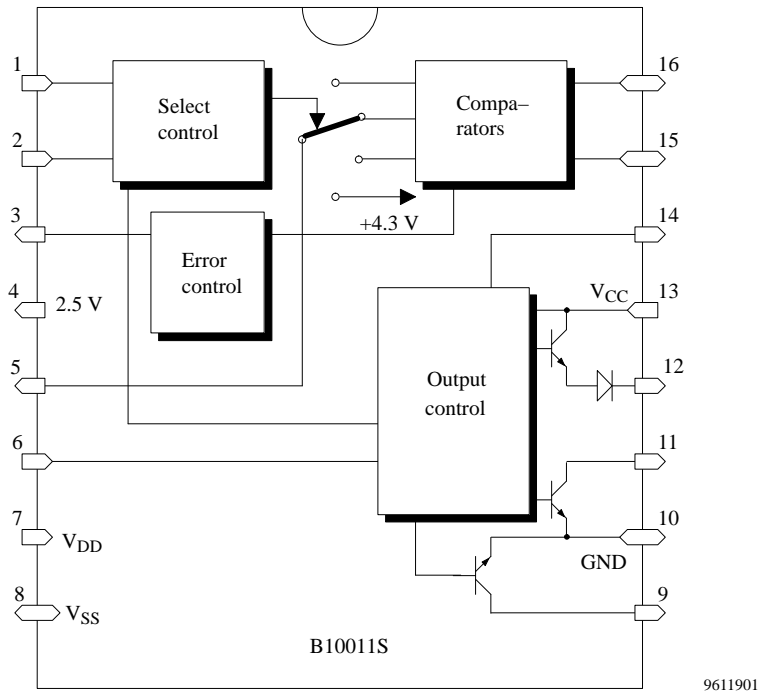 1
16
Select
control
Compa–
rators
2
15
3
14
+4.3 V
Error
control
4
2.5 V
VCC
13
5
12
Output
control
6
11
7
VDD
10
GND
8
VSS
9
B10011S
9611901